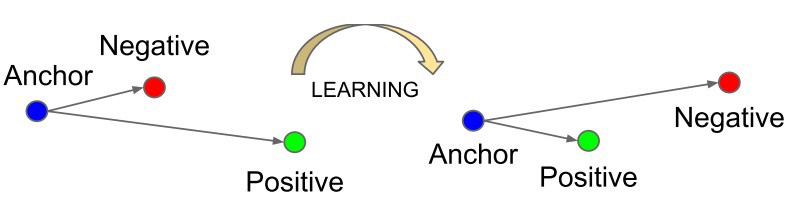 Negative
Anchor
Positive
LEARNING
Negative
Anchor
Positive